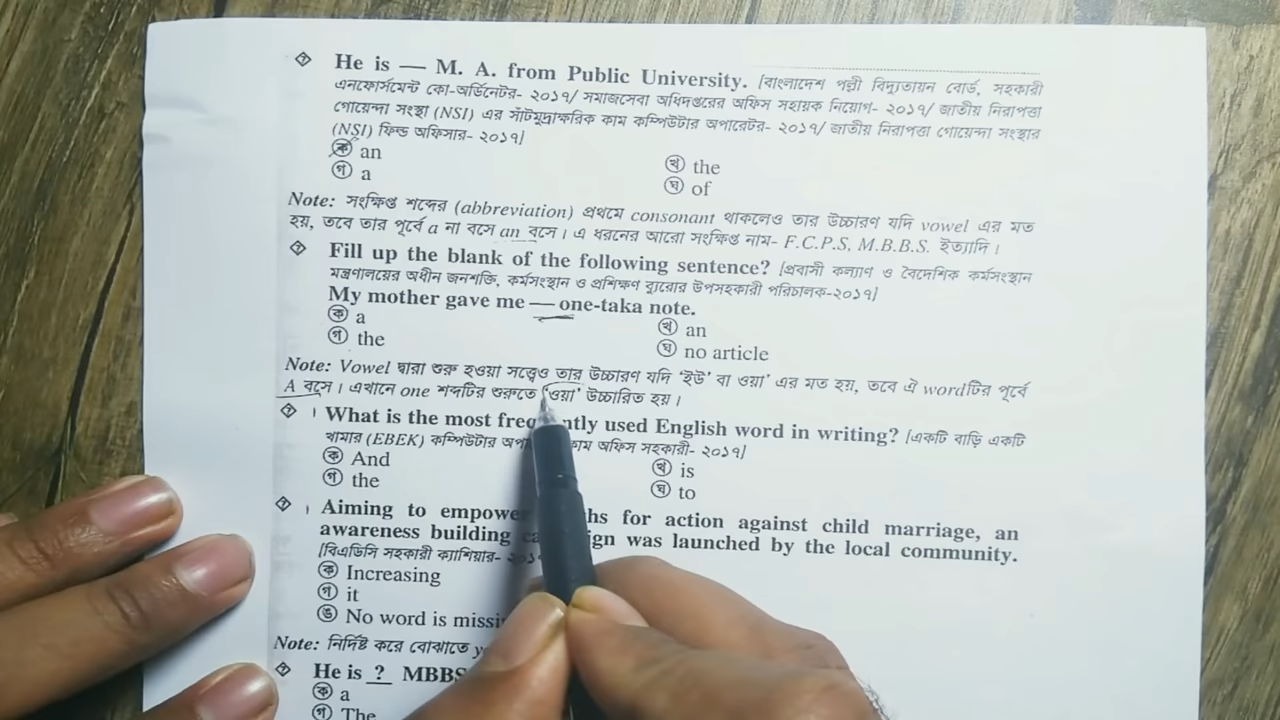 He is — M. A. from Public University. [বাংলাদেশ পল্লী বিদ্যুতায়ন বোর্ড, সহকারী
এনফোর্সমেন্ট কো-অর্ডিনেটর- ২০১৭/ সমাজসেবা অধিদপ্তরের অফিস সহায়ক নিয়োগ- ২০১৭/ জাতীয় নিরাপত্তা
গোয়েন্দা সংস্থা (NSI) এর সাঁটমুদ্রাক্ষরিক কাম কম্পিউটার অপারেটর- ২০১৭/ জাতীয় নিরাপত্তা গোয়েন্দা সংস্থার
(NSI) ফিল্ড অফিসার- ২০১৭]
ক an খ the
গ a ঘ of
Note: সংক্ষিপ্ত শব্দের (abbreviation) প্রথমে consonant থাকলেও তার উচ্চারণ যদি vowel এর মত
হয়, তবে তার পূর্বে a না বসে an বসে। এ ধরনের আরো সংক্ষিপ্ত নাম- F.C.P.S, M.B.B.S. ইত্যাদি।
Fill up the blank of the following sentence? [প্রবাসী কল্যাণ ও বৈদেশিক কর্মসংস্থান
মন্ত্রণালয়ের অধীন জনশক্তি, কর্মসংস্থান ও প্রশিক্ষণ ব্যুরোর উপসহকারী পরিচালক-২০১৭]
My mother gave me — one-taka note.
ক a খ an
গ the ঘ no article
Note: Vowel দ্বারা শুরু হওয়া সত্ত্বেও তার উচ্চারণ যদি 'ইউ' বা ওয়া' এর মত হয়, তবে ঐ wordটির পূর্বে
A বসে। এখানে one শব্দটির শুরুতে 'ওয়া' উচ্চারিত হয়।
What is the most frequently used English word in writing? [একটি বাড়ি একটি
খামার (EBEK) কম্পিউটার কাম অফিস সহকারী- ২০১৭]
ক And খ is
গ the ঘ to
Aiming to empower for action against child marriage, an
awareness building was launched by the local community.
[বিএডিসি সহকারী ক্যাশিয়ার-
ক Increasing
গ it
ঙ No word is
Note: নির্দিষ্ট করে বোঝাতে
He is ? MBBS
ক a
গ The